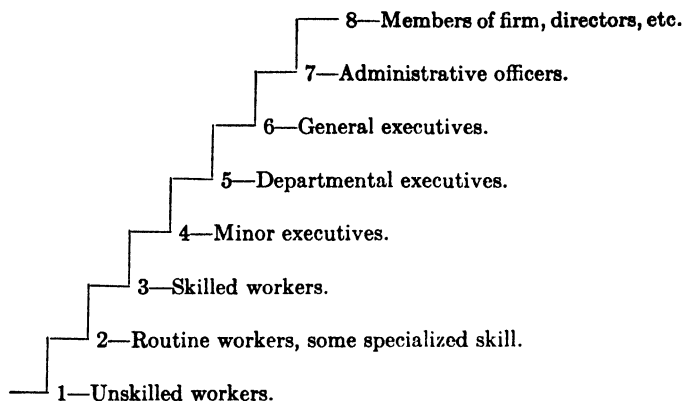 8—Members of firm, directors, etc.
7—Administrative officers.
6—General executives.
5—Departmental executives.
4—Minor executives.
3—Skilled workers.
2—Routine workers, some specialized skill.
1—Unskilled workers.